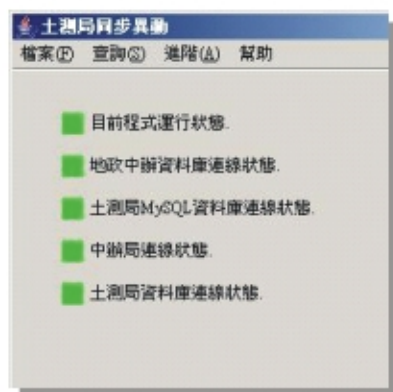 土測局同步異動
檔案(F) 查詢(S) 進階(A) 幫助
目前程式運行狀態.
地政中辦資料庫連線狀態.
土測局MySQL資料庫連線狀態.
中辦局連線狀態.
土測局資料庫連線狀態.